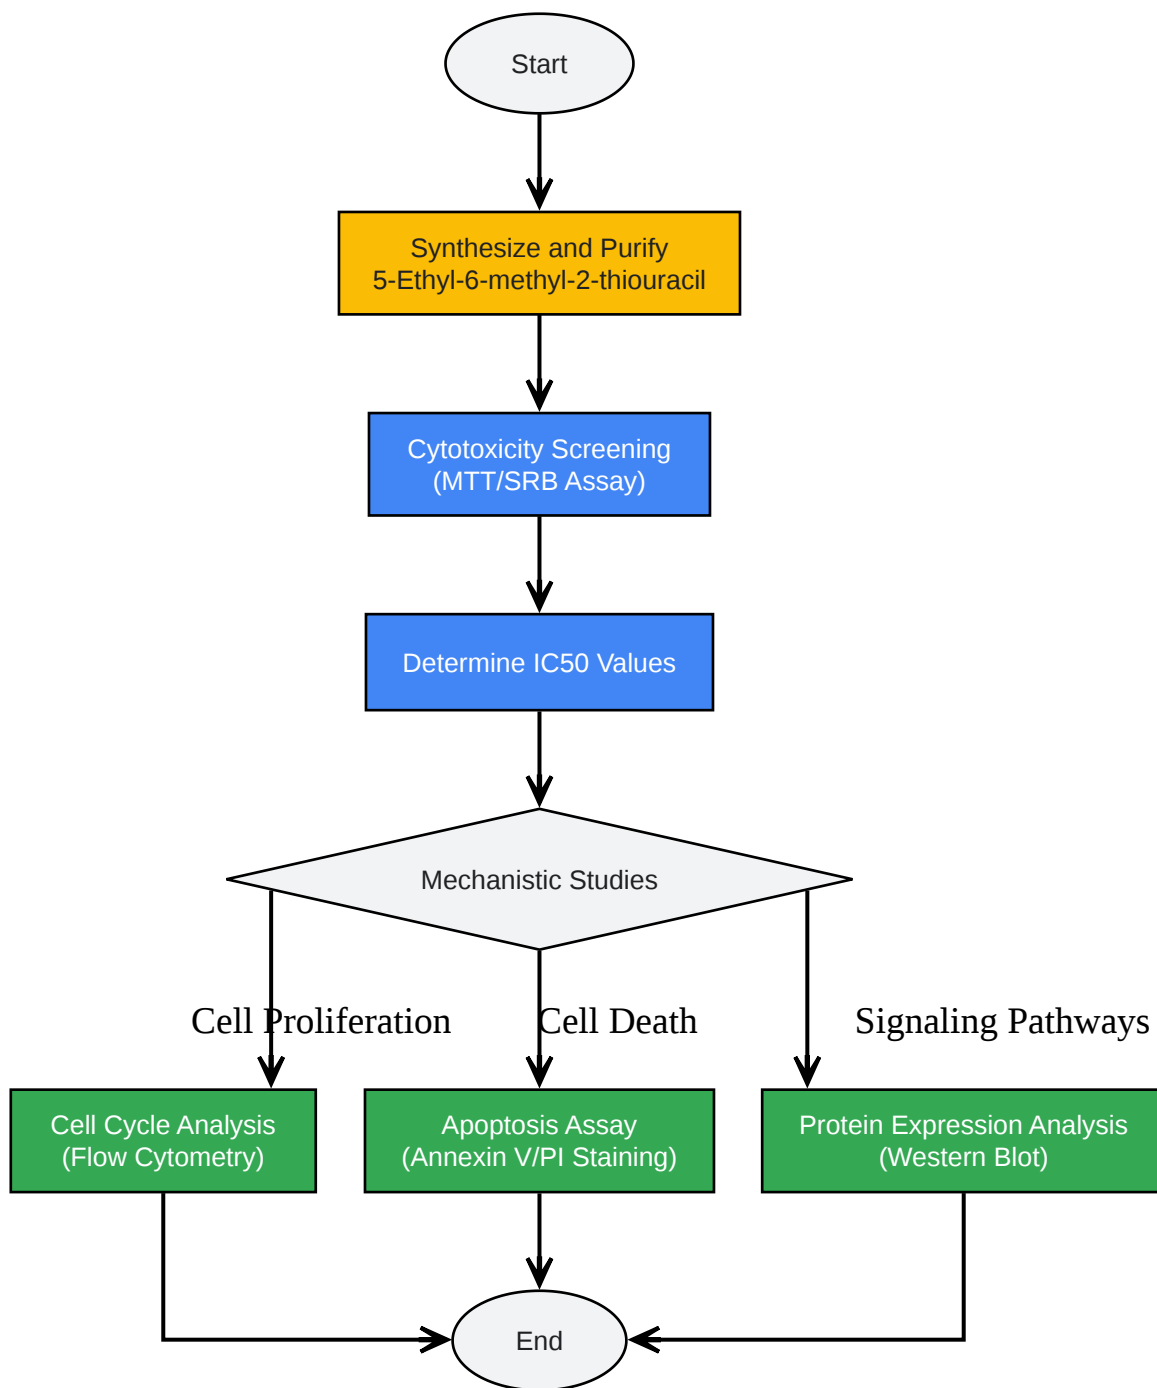 Start
Synthesize and Purify
5-Ethyl-6-methyl-2-thiouracil
Cytotoxicity Screening
(MTT/SRB Assay)
Determine IC50 Values
Mechanistic Studies
Cell Proliferation
Cell Death
Signaling Pathways
Cell Cycle Analysis
(Flow Cytometry)
Apoptosis Assay
(Annexin V/PI Staining)
Protein Expression Analysis
(Western Blot)
End